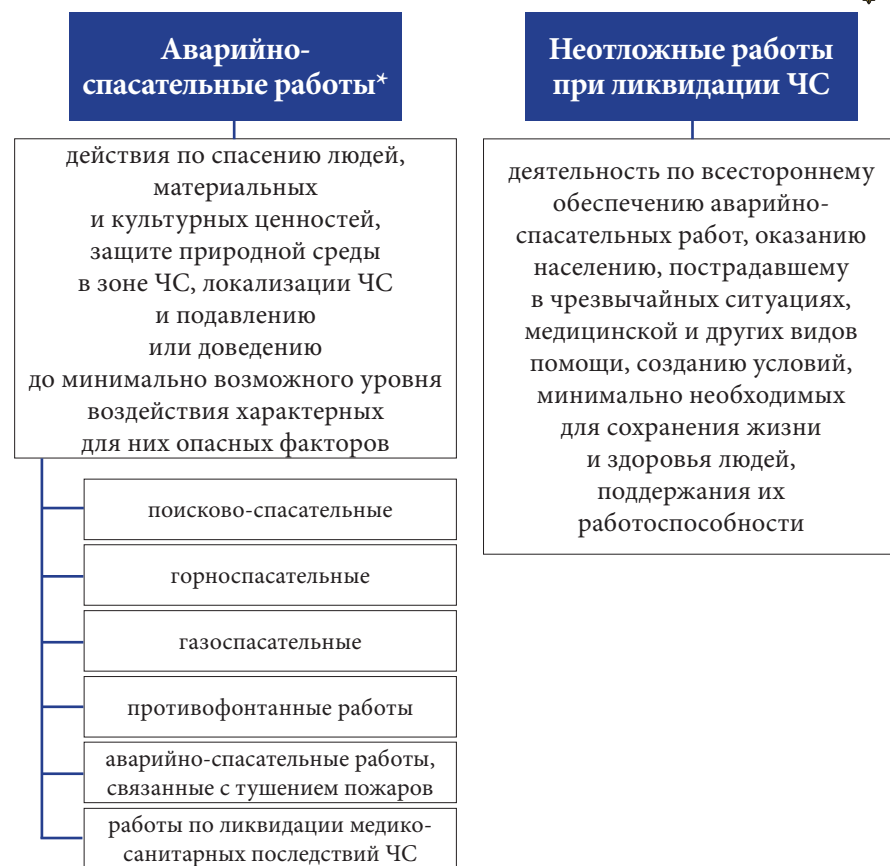 Аварийно-
спасательные работы*
действия по спасению людей,
материальных
и культурных ценностей,
защите природной среды
в зоне ЧС, локализации ЧС
и подавлению
или доведению
до минимально возможного уровня
воздействия характерных
для них опасных факторов
поисково-спасательные
горноспасательные
газоспасательные
противофонтанные работы
аварийно-спасательные работы,
связанные с тушением пожаров
работы по ликвидации медико-
санитарных последствий ЧС
Неотложные работы
при ликвидации ЧС
деятельность по всестороннему
обеспечению аварийно-
спасательных работ, оказанию
населению, пострадавшему
в чрезвычайных ситуациях,
медицинской и других видов
помощи, созданию условий,
минимально необходимых
для сохранения жизни
и здоровья людей,
поддержания их
работоспособности